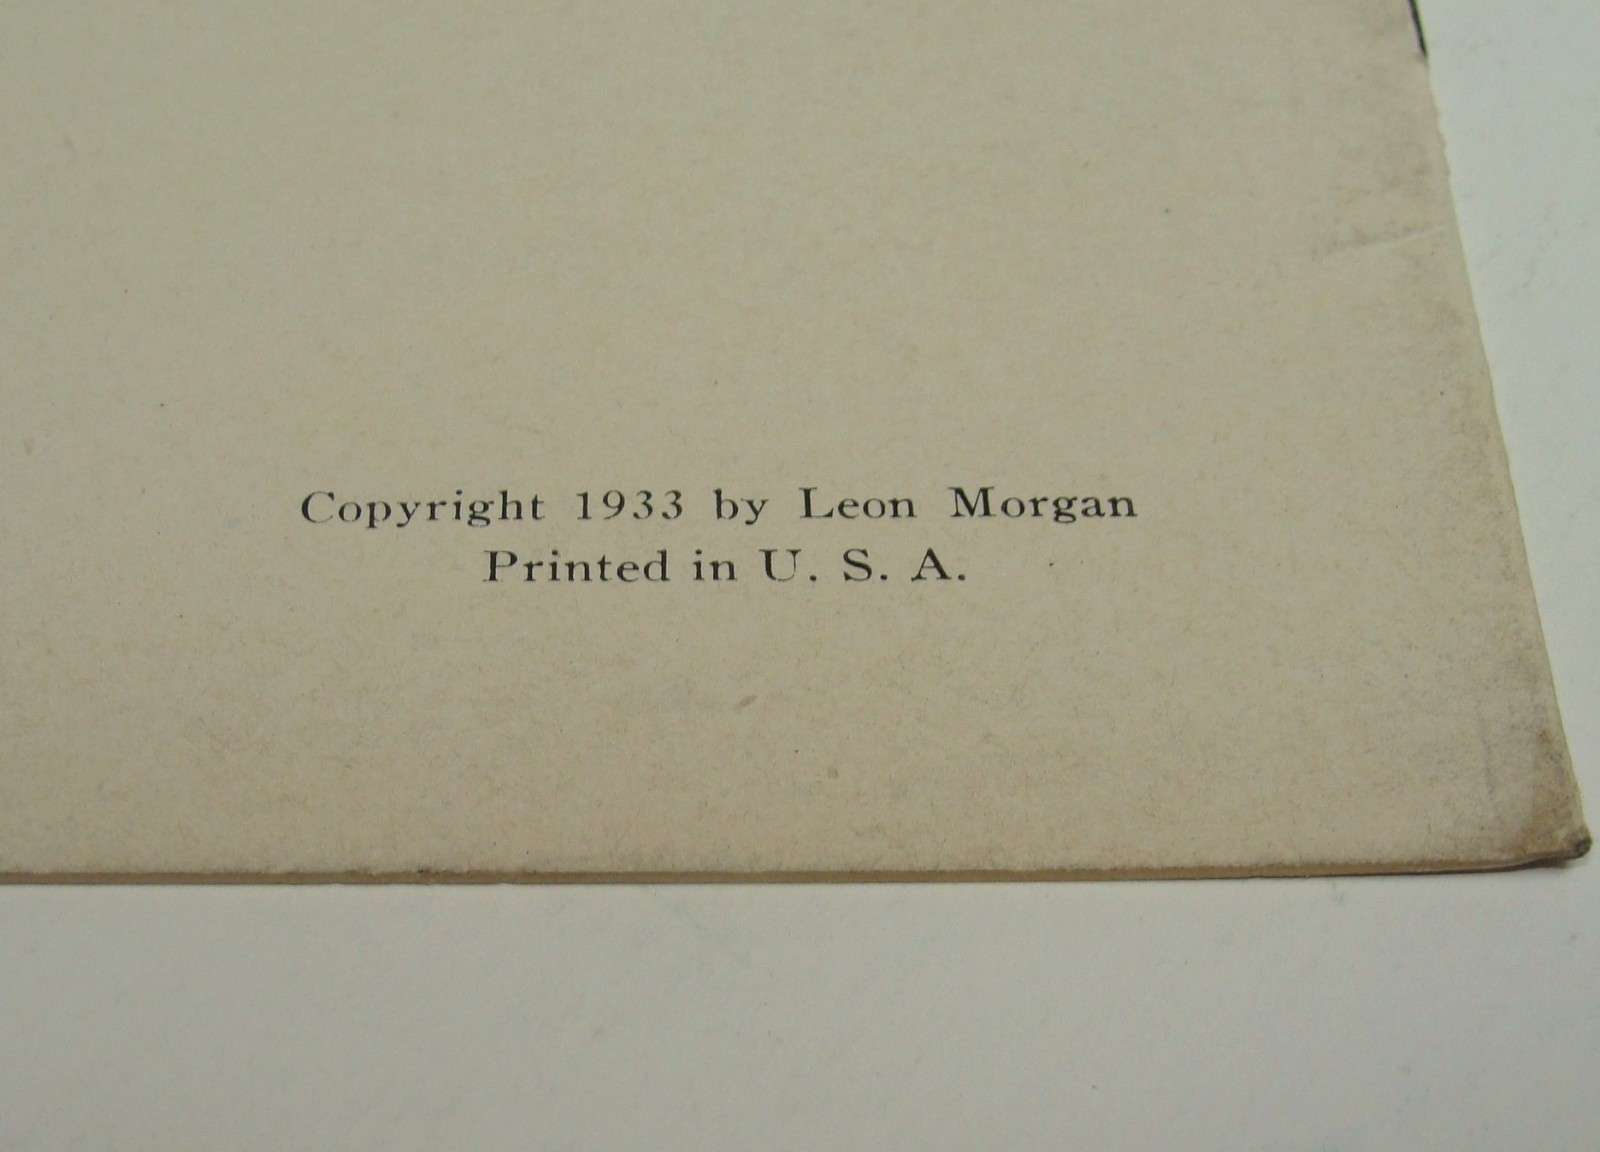 Copyright 1933 by Leon Morgan
Printed in U. S. A.